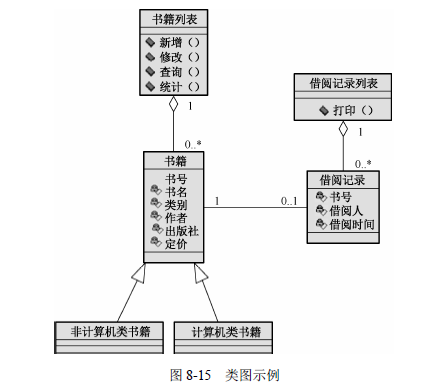 书籍列表
新增（）
修改（）
查询（）
统计（）
1
0..*
借阅记录列表
打印（）
1
0..*
书籍
书号
书名
类别
作者
出版社
定价
1
0..1
借阅记录
书号
借阅人
借阅时间
非计算机类书籍
计算机类书籍
图 8-15 类图示例